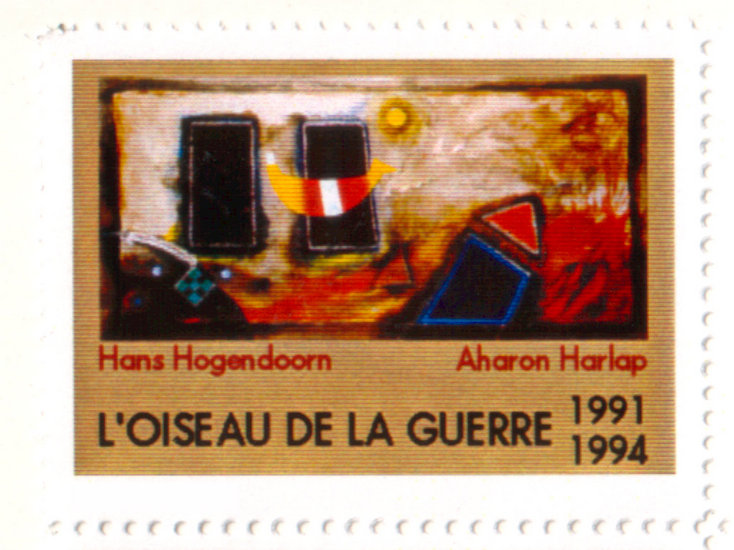 Hans Hogendoorn Aharon Harlap
L'OISEAU DE LA GUERRE 1991
1994